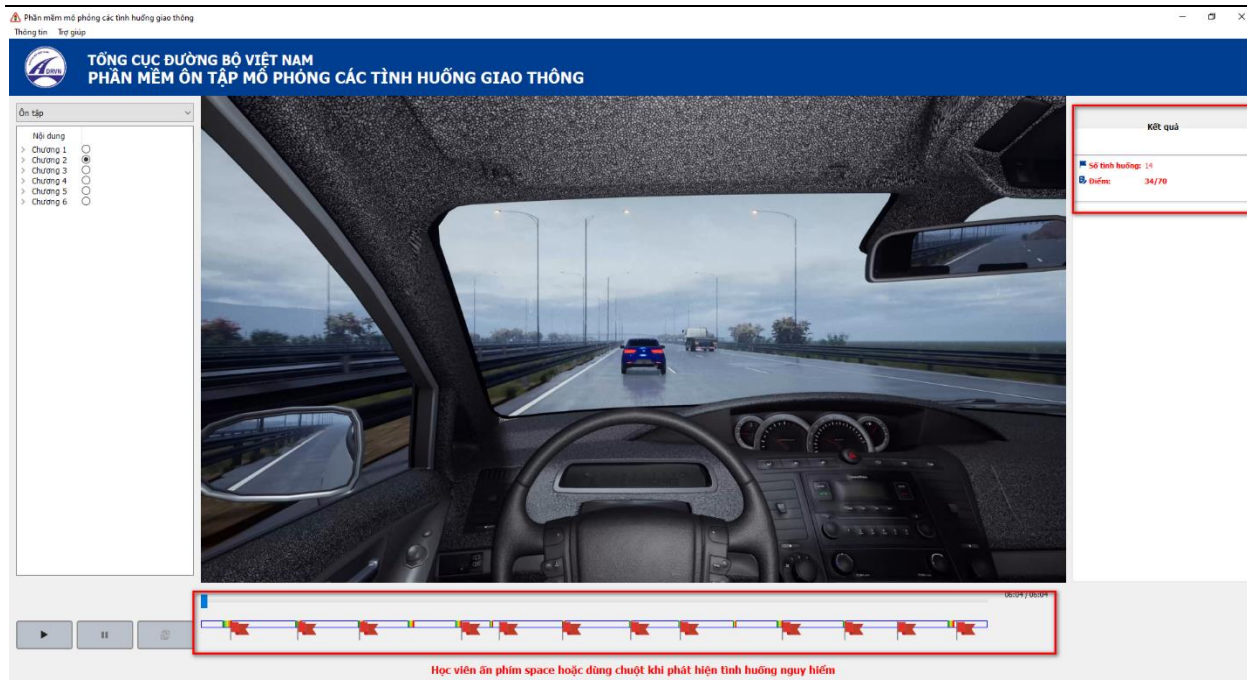 Phần mềm mô phỏng các tình huống giao thông
Thông tin Trợ giúp
TỔNG CỤC ĐƯỜNG BỘ VIỆT NAM
PHẦN MỀM ÔN TẬP MÔ PHỎNG CÁC TÌNH HUỐNG GIAO THÔNG
DRVN
Ôn tập
Nội dung
Chương 1
Chương 2
Chương 3
Chương 4
Chương 5
Chương 6
Kết quả
Số tình huống: 14
Điểm: 34/70
06:04 / 06:04
Học viên ấn phím space hoặc dùng chuột khi phát hiện tình huống nguy hiểm